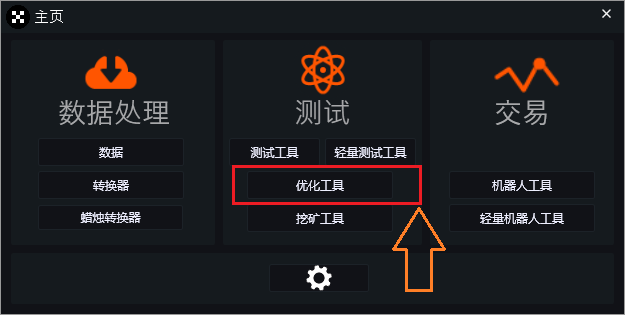 主页
数据处理
数据
转换器
蜡烛转换器
测试
测试工具 轻量测试工具
优化工具
挖矿工具
交易
机器人工具
轻量机器人工具